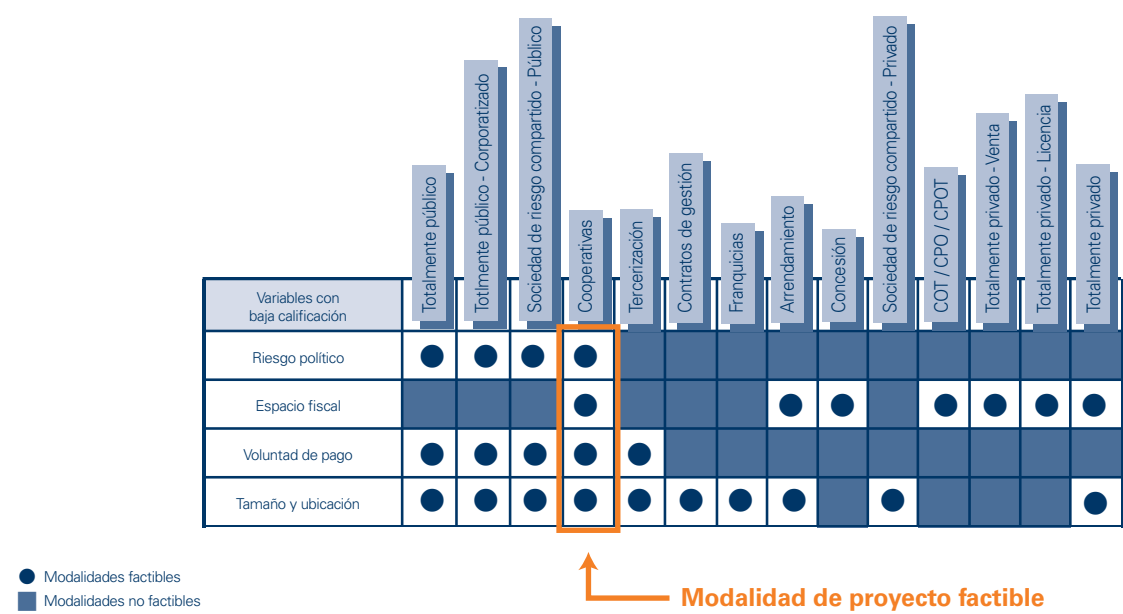 Totalmente público
Totlmente público - Corporatizado
Sociedad de riesgo compartido - Público
Cooperativas
Tercerización
Contratos de gestión
Franquicias
Arrendamiento
Concesión
Sociedad de riesgo compartido - Privado
COT / CPO / CPOT
Totalmente privado - Venta
Totalmente privado - Licencia
Totalmente privado
Variables con
baja calificación
Riesgo político
Espacio fiscal
Voluntad de pago
Tamaño y ubicación
Modalidades factibles
Modalidades no factibles
Modalidad de proyecto factible